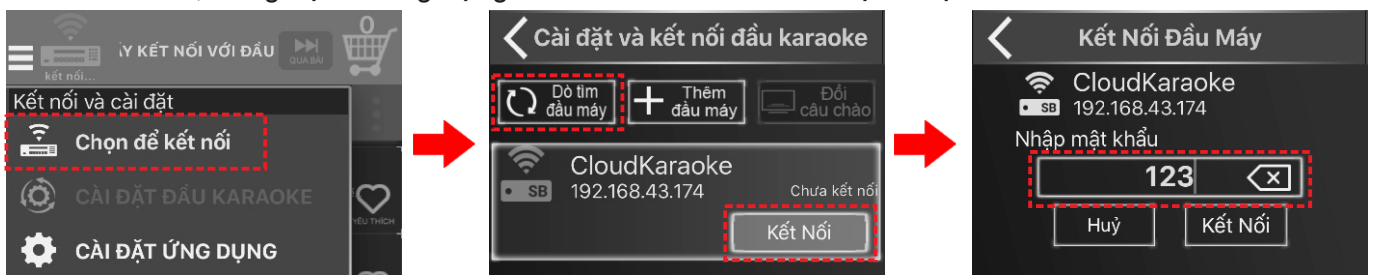 0
ÁY KẾT NỐI VỚI ĐẦU
QUA BÀI
kết nối...
Kết nối và cài đặt
Chọn để kết nối
CÀI ĐẶT ĐẦU KARAOKE
YÊU THÍCH
CÀI ĐẶT ỨNG DỤNG
Cài đặt và kết nối đầu karaoke
Dò tìm
đầu máy
Thêm
đầu máy
Đổi
câu chào
CloudKaraoke
SB 192.168.43.174
Chưa kết nối
Kết Nối
Kết Nối Đầu Máy
CloudKaraoke
SB 192.168.43.174
Nhập mật khẩu
123
Huỷ
Kết Nối